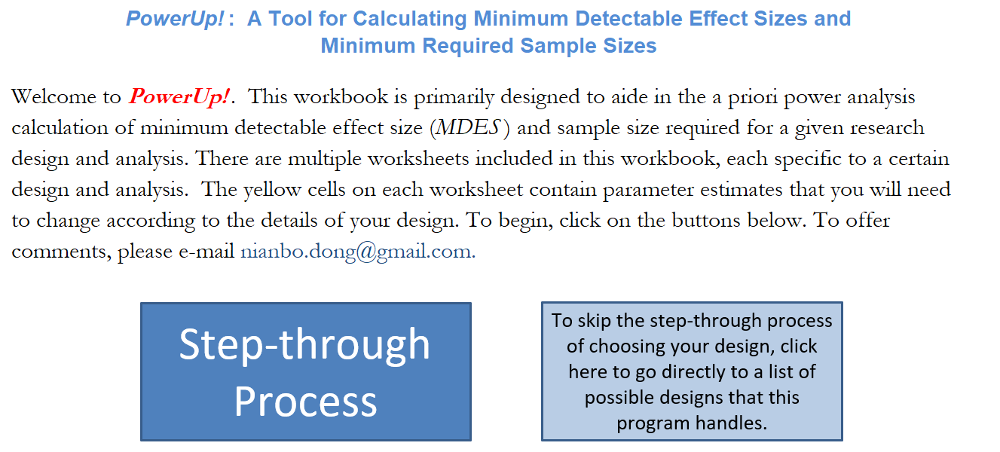 PowerUp!: A Tool for Calculating Minimum Detectable Effect Sizes and
Minimum Required Sample Sizes
Welcome to PowerUp!. This workbook is primarily designed to aide in the a priori power analysis
calculation of minimum detectable effect size (MDES) and sample size required for a given research
design and analysis. There are multiple worksheets included in this workbook, each specific to a certain
design and analysis. The yellow cells on each worksheet contain parameter estimates that you will need
to change according to the details of your design. To begin, click on the buttons below. To offer
comments, please e-mail nianbo.dong@gmail.com.
Step-through
Process
To skip the step-through process
of choosing your design, click
here to go directly to a list of
possible designs that this
program handles.